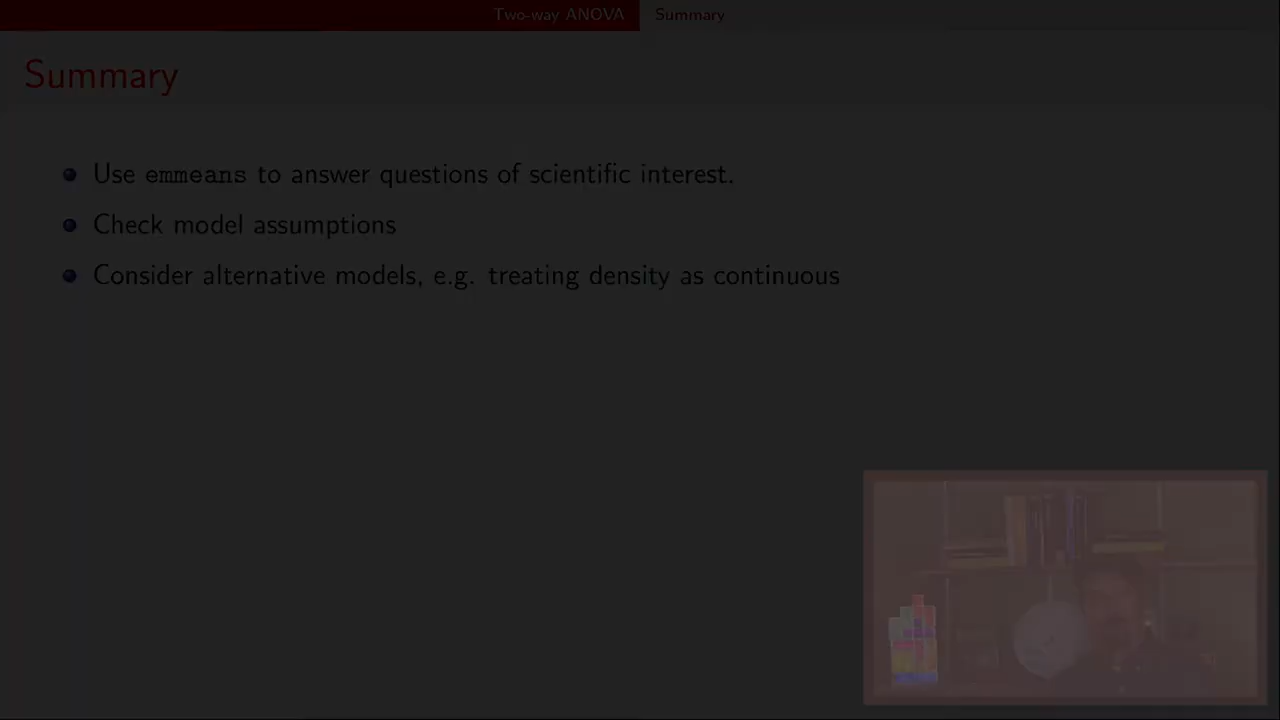 Two-way ANOVA Summary
Summary
Use emmeans to answer questions of scientific interest.
Check model assumptions
Consider alternative models, e.g. treating density as continuous